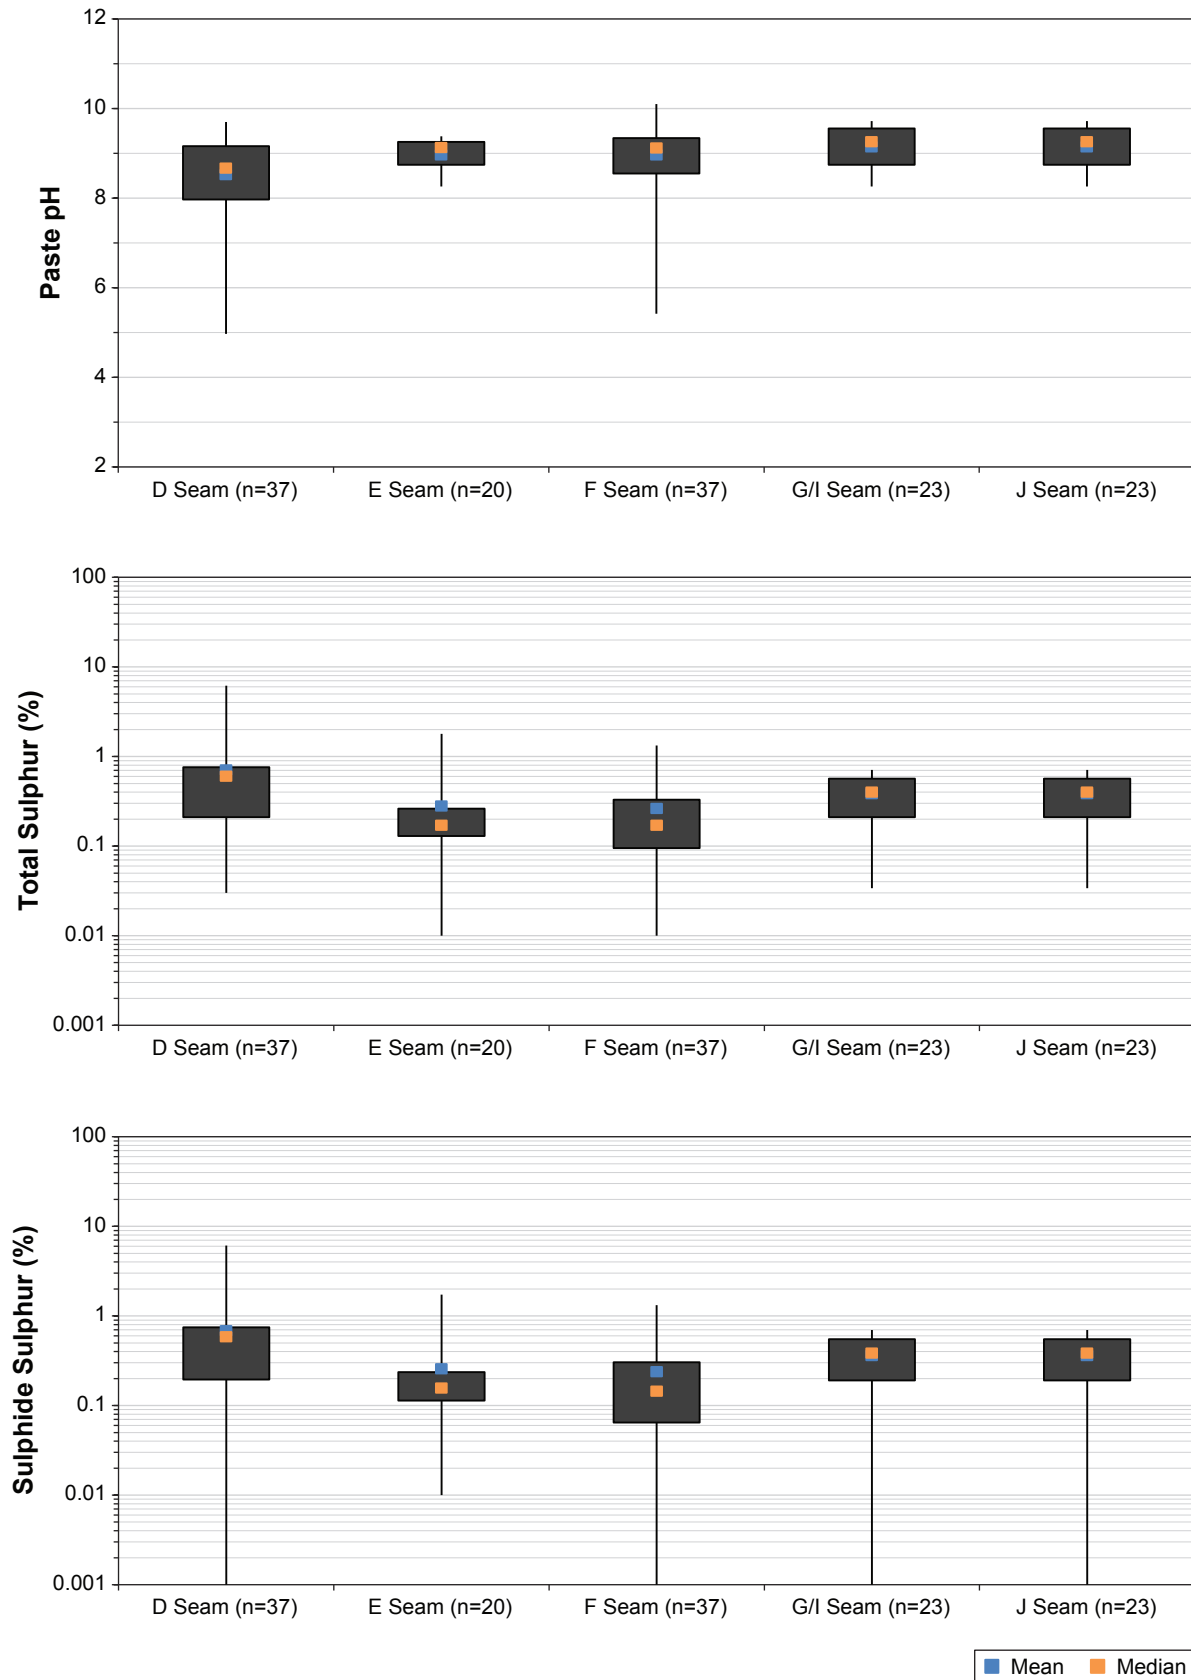 12
10
8
6
4
2
Paste pH
D Seam (n=37) E Seam (n=20) F Seam (n=37) G/I Seam (n=23) J Seam (n=23)
100
10
1
0.1
0.01
0.001
Total Sulphur (%)
D Seam (n=37) E Seam (n=20) F Seam (n=37) G/I Seam (n=23) J Seam (n=23)
100
10
1
0.1
0.01
0.001
Sulphide Sulphur (%)
D Seam (n=37) E Seam (n=20) F Seam (n=37) G/I Seam (n=23) J Seam (n=23)
Mean Median